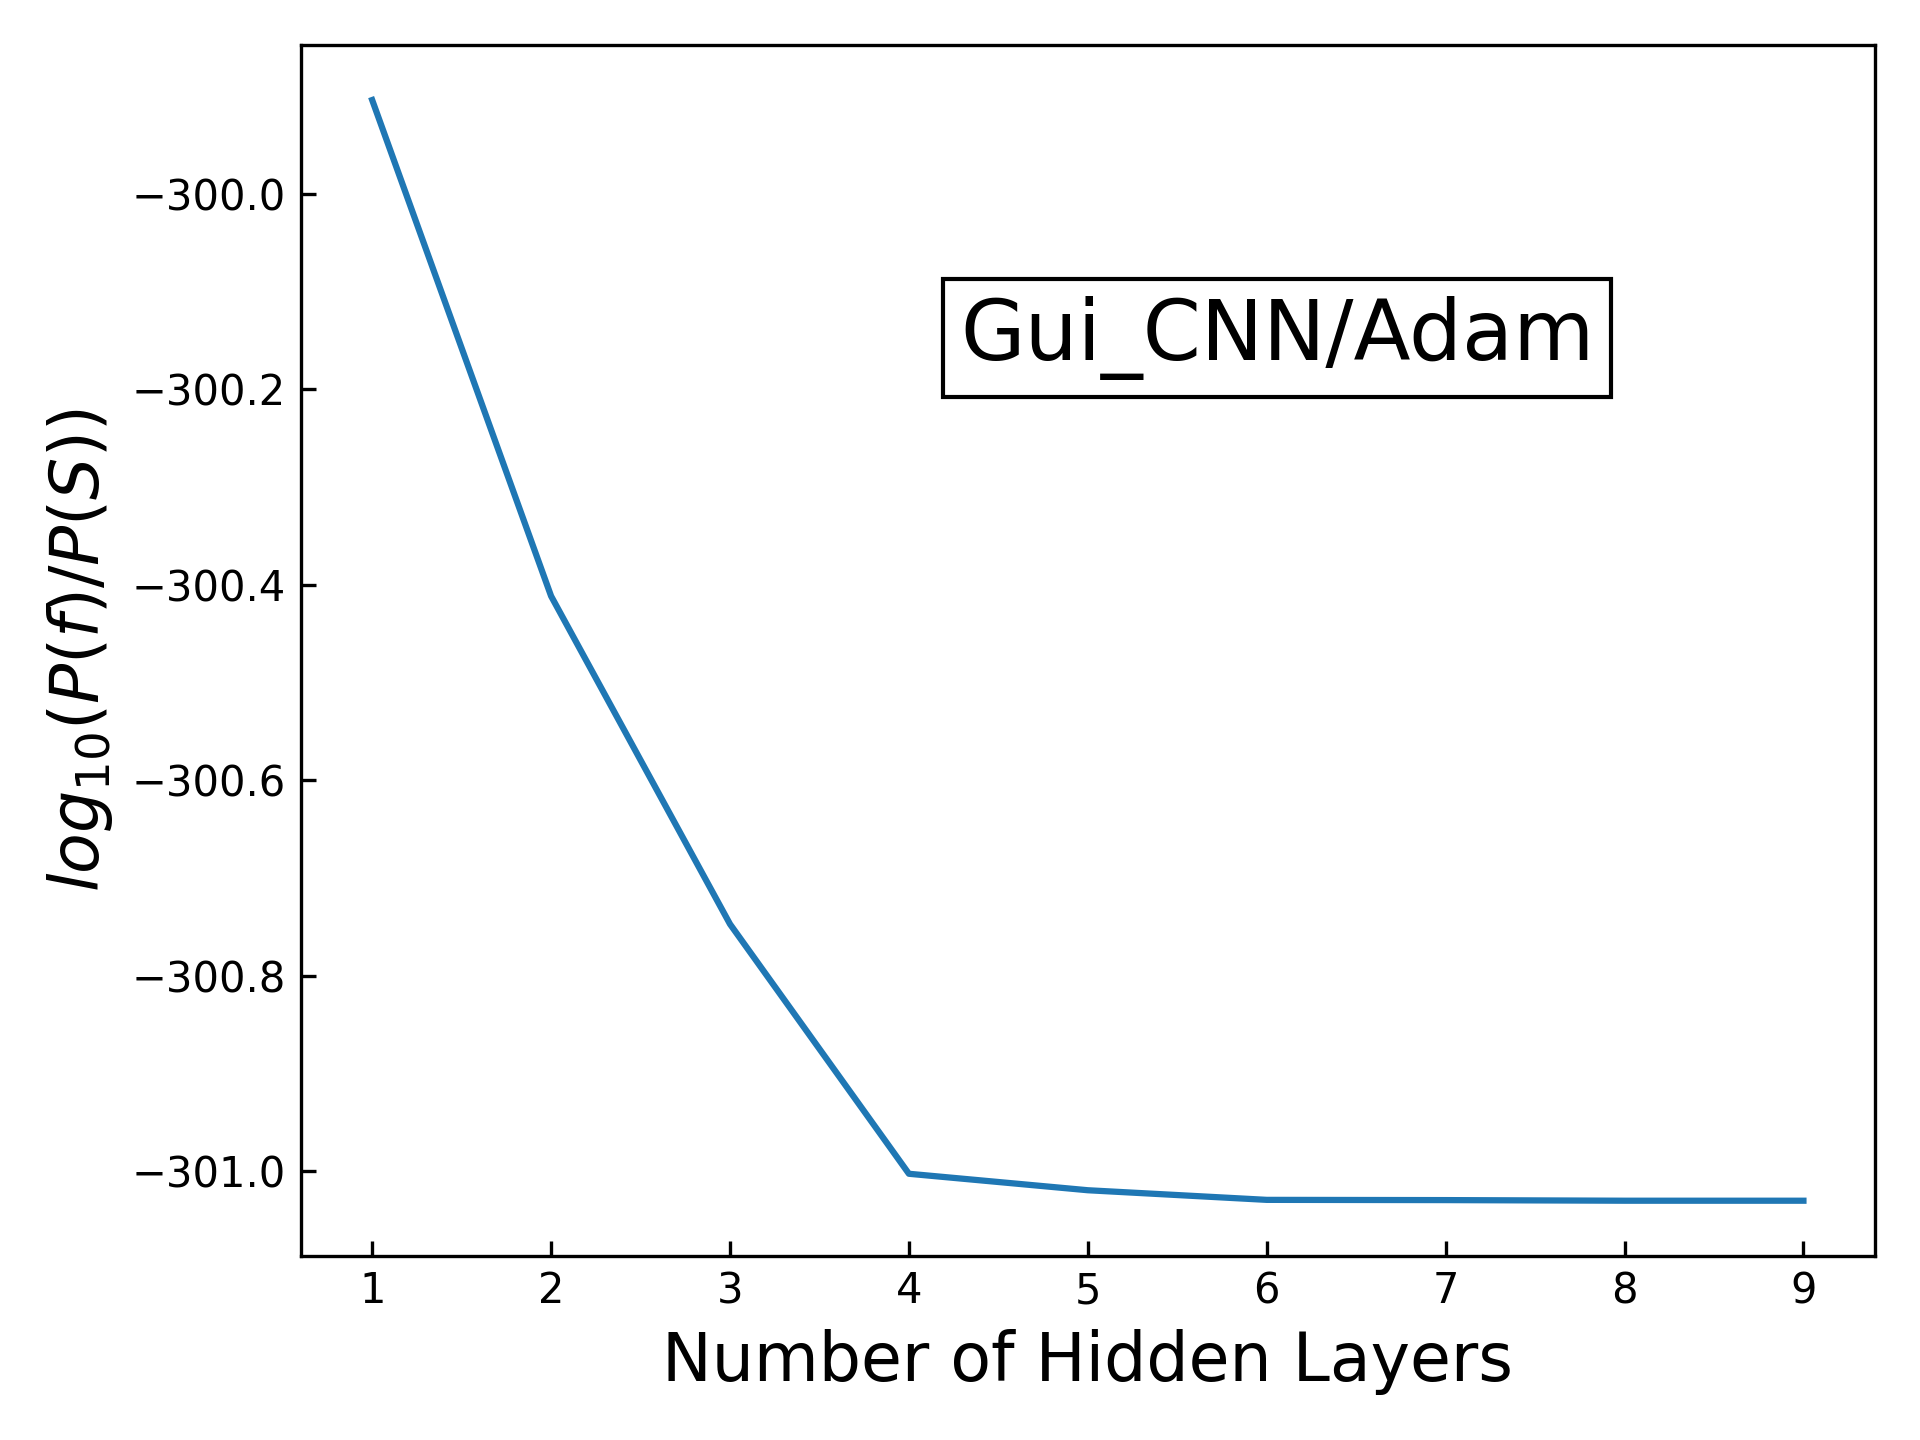 −300.0
−300.2
−300.4
−300.6
−300.8
−301.0
log₁₀(P(f)/P(S))
Gui_CNN/Adam
1 2 3 4 5 6 7 8 9
Number of Hidden Layers